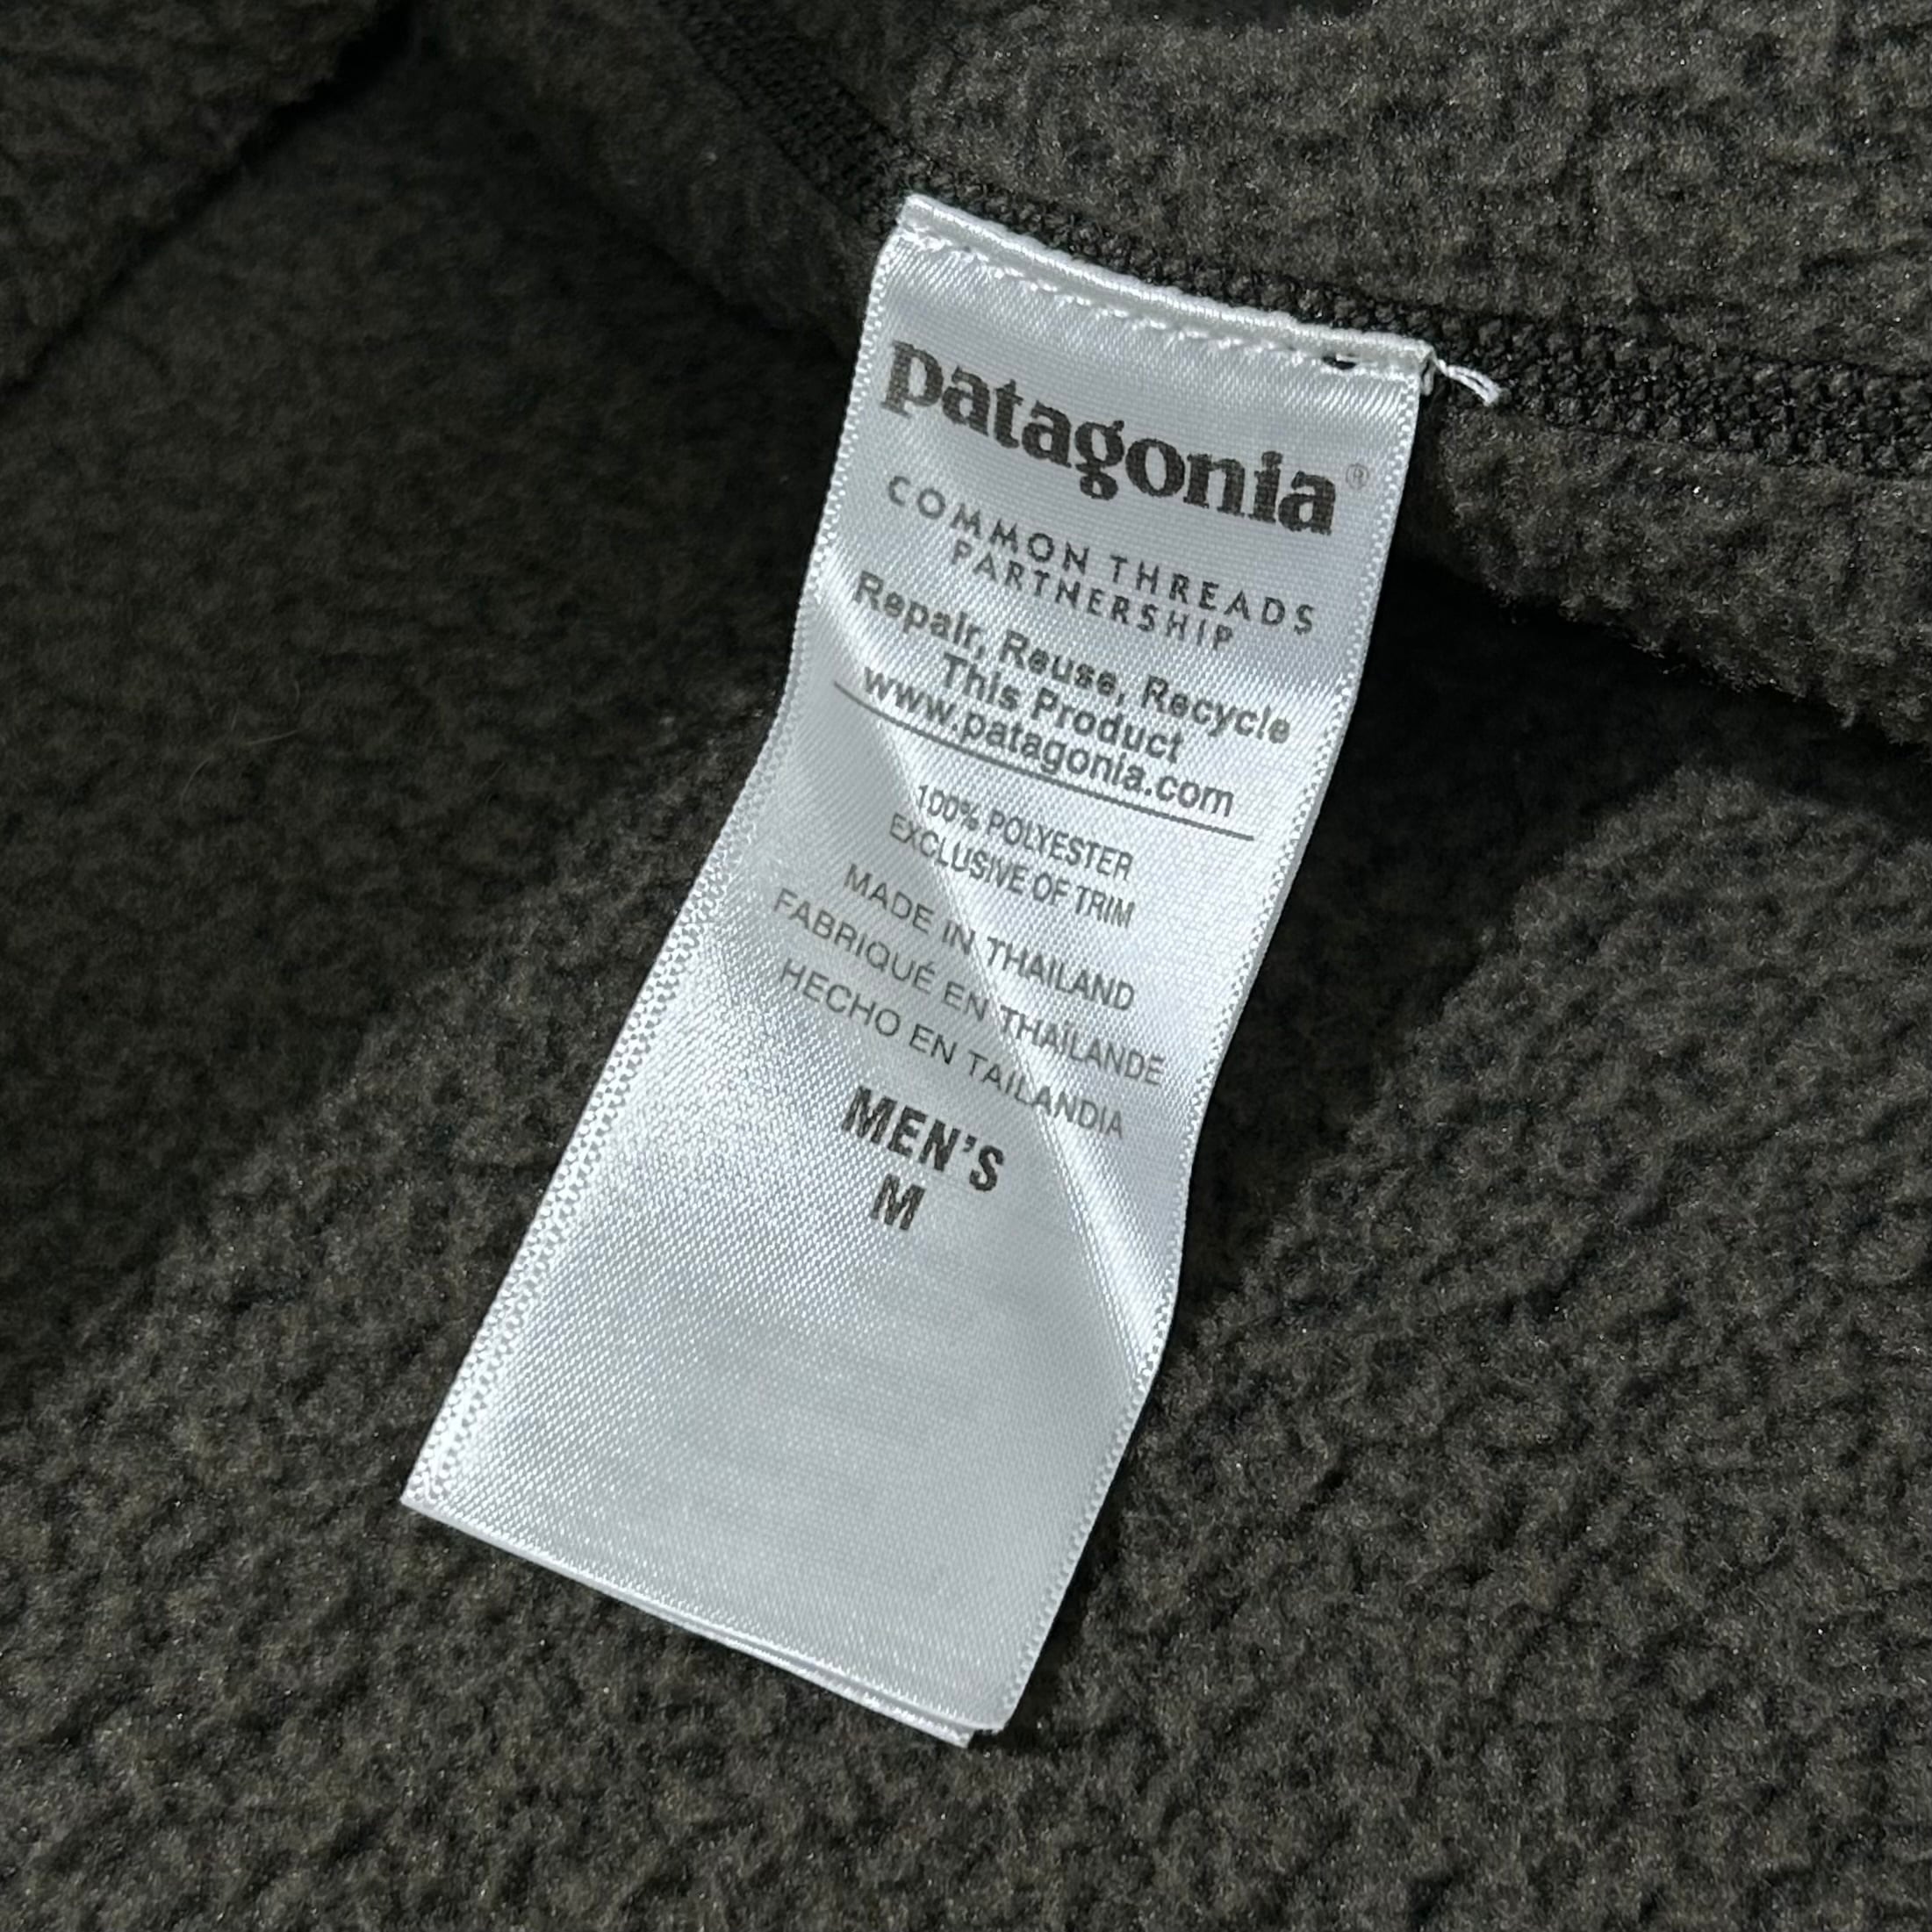 patagonia®
COMMON THREADS
PARTNERSHIP
Repair, Reuse, Recycle
This Product
www.patagonia.com
100% POLYESTER
EXCLUSIVE OF TRIM
MADE IN THAILAND
FABRIQUÉ EN THAÏLANDE
HECHO EN TAILANDIA
MEN'S
M